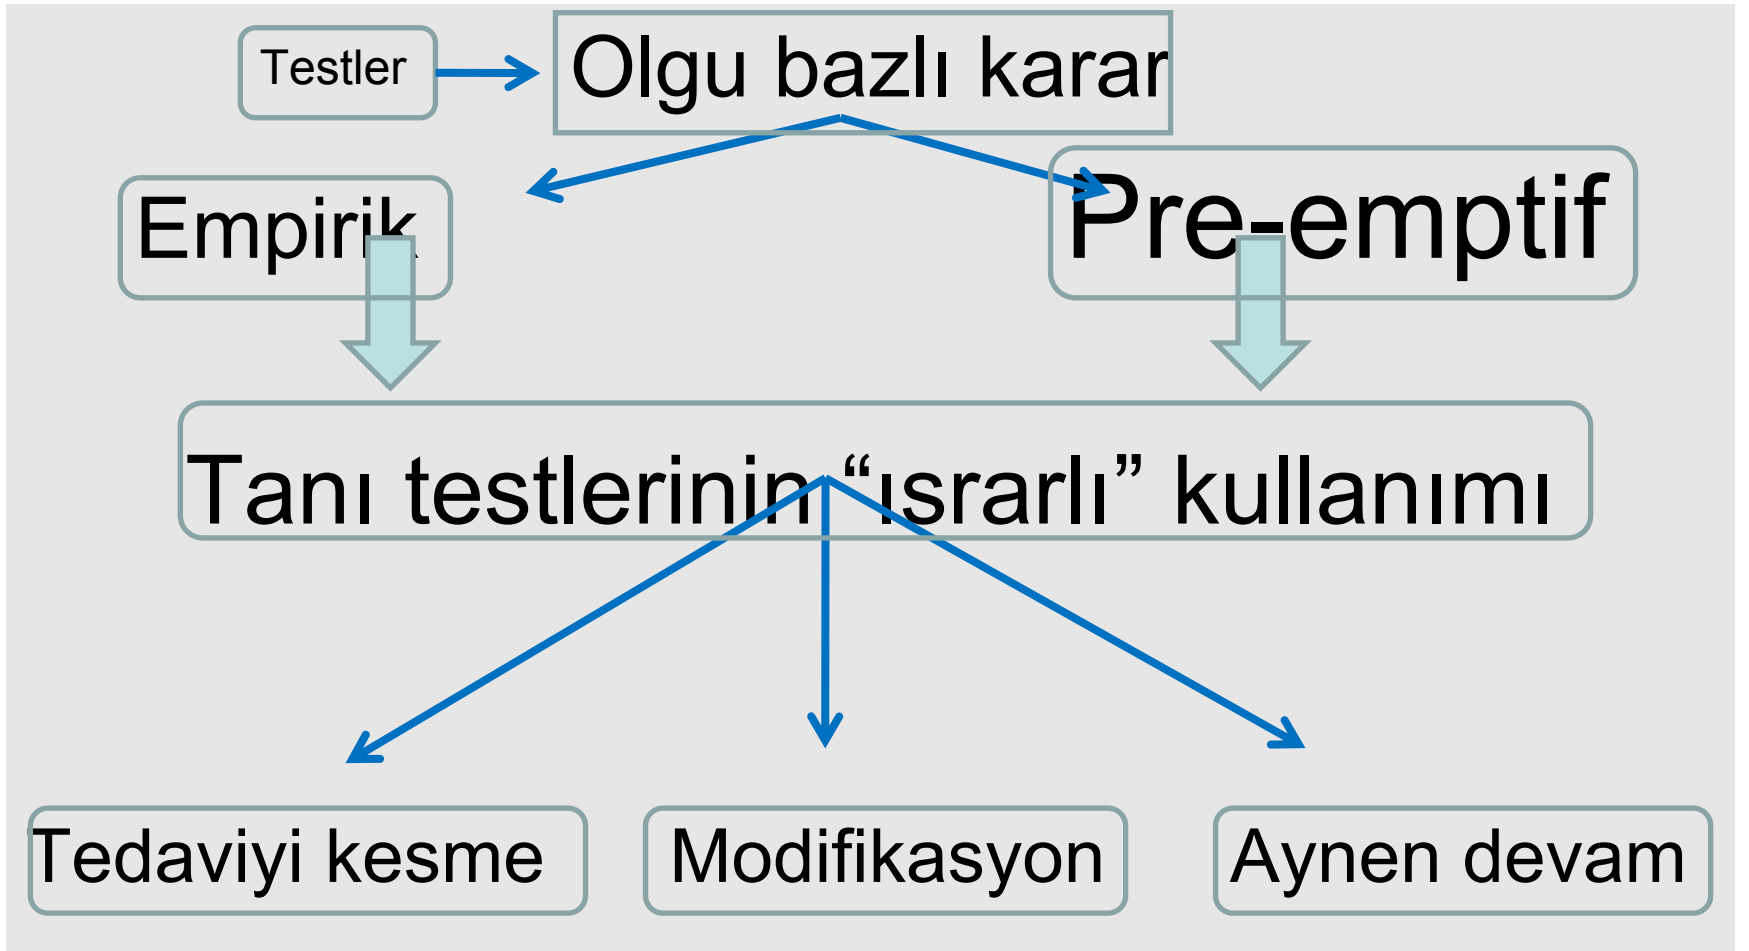 Testler
Olgu bazlı karar
Empirik
Pre-emptif
Tanı testlerinin “ısrarlı” kullanımı
Tedaviyi kesme
Modifikasyon
Aynen devam